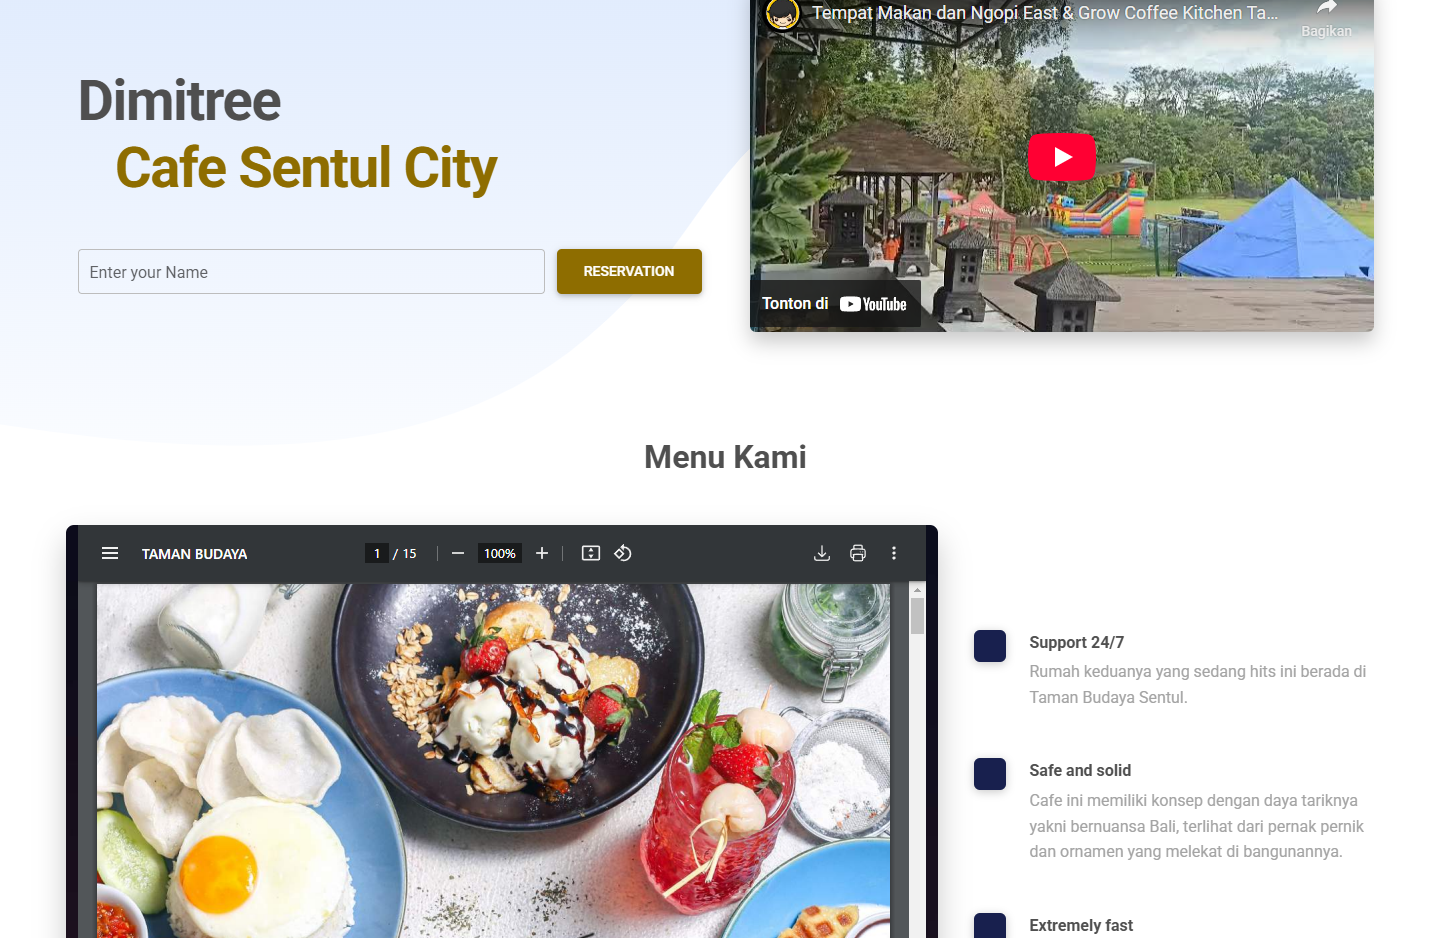 Tempat Makan dan Ngopi East & Grow Coffee Kitchen Ta...
Bagikan
Dimitree
Cafe Sentul City
Enter your Name
RESERVATION
Tonton di YouTube
Menu Kami
TAMAN BUDAYA
1 / 15
100%
Support 24/7
Rumah keduanya yang sedang hits ini berada di
Taman Budaya Sentul.
Safe and solid
Cafe ini memiliki konsep dengan daya tariknya
yakni bernuansa Bali, terlihat dari pernak pernik
dan ornamen yang melekat di bangunannya.
Extremely fast